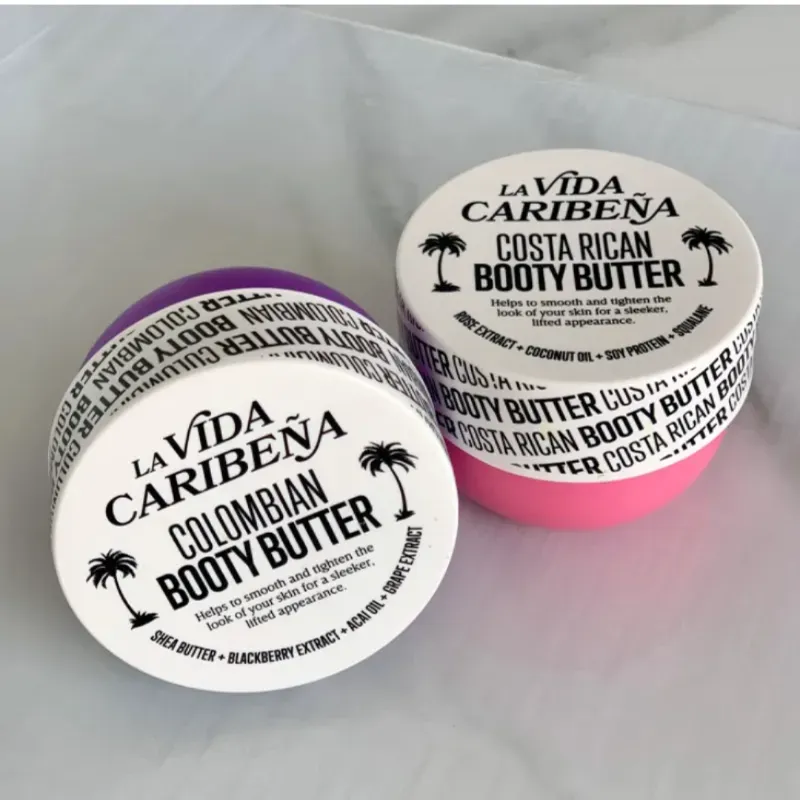 LA VIDA
CARIBEÑA
COSTA RICAN
BOOTY BUTTER
Helps to smooth and tighten the
look of your skin for a sleeker,
lifted appearance.
ROSE EXTRACT + COCONUT OIL + SOY PROTEIN + SQUALANE
BOOTY BUTTER
COSTA RICAN BOOTY BUTTER
BUTTER COSTA RICAN
BUTTER COLOMBIAN
COLOMBIAN BOOTY BUTTER
LA VIDA
CARIBEÑA
COLOMBIAN
BOOTY BUTTER
Helps to smooth and tighten the
look of your skin for a sleeker,
lifted appearance.
SHEA BUTTER + BLACKBERRY EXTRACT + ACAI OIL + GRAPE EXTRACT